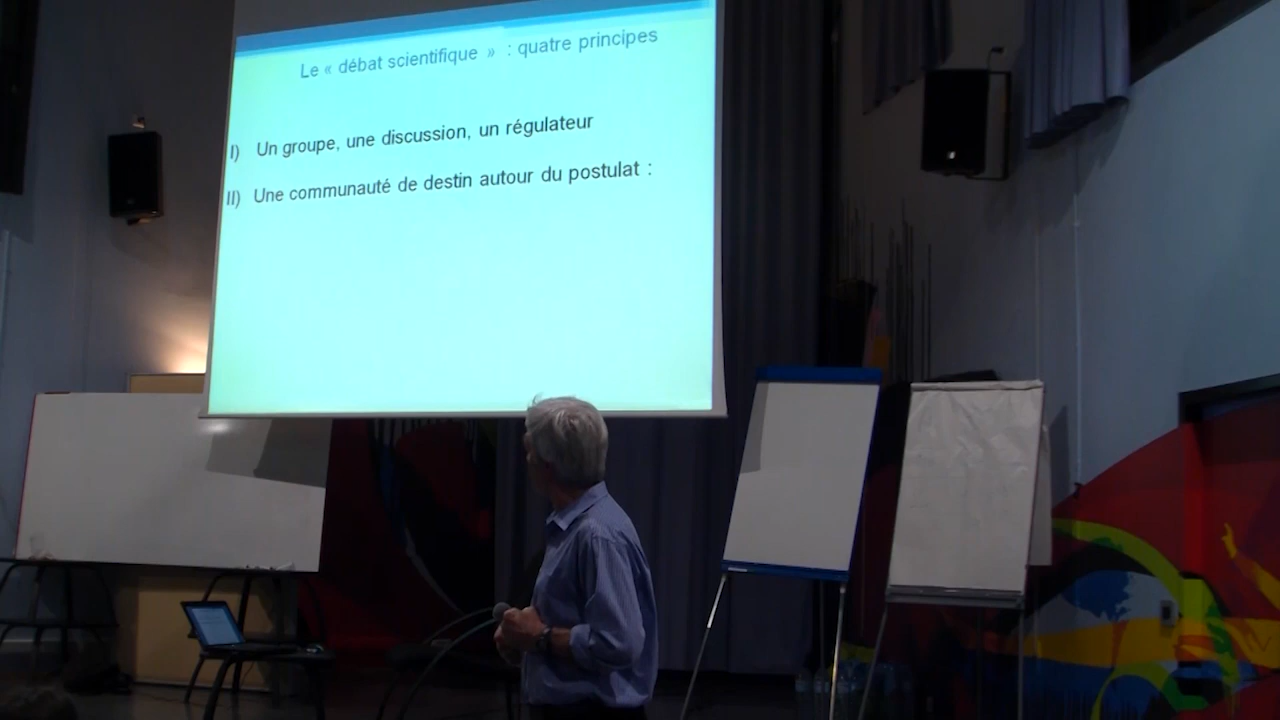 Le « débat scientifique » : quatre principes
I) Un groupe, une discussion, un régulateur
II) Une communauté de destin autour du postulat :